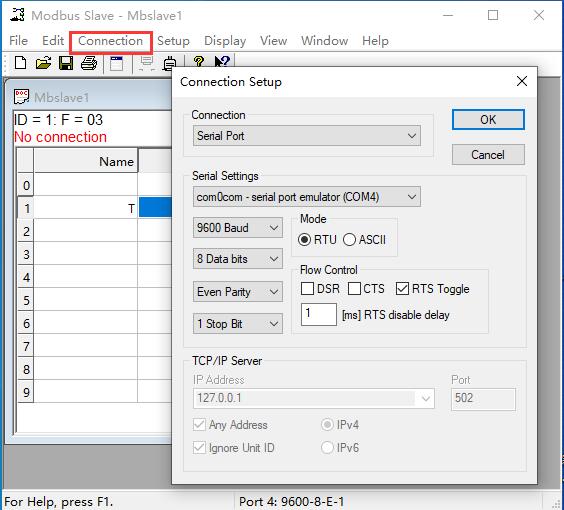 Modbus Slave - Mbslave1
File Edit Connection Setup Display View Window Help
Mbslave1
ID = 1: F = 03
No connection
Name
0
1 T
2
3
4
5
6
7
8
9
Connection Setup
Connection
Serial Port
OK
Cancel
Serial Settings
com0com - serial port emulator (COM4)
9600 Baud
8 Data bits
Even Parity
1 Stop Bit
Mode
RTU ASCII
Flow Control
DSR CTS RTS Toggle
1 [ms] RTS disable delay
TCP/IP Server
IP Address Port
127.0.0.1 502
Any Address IPv4
Ignore Unit ID IPv6
For Help, press F1. Port 4: 9600-8-E-1